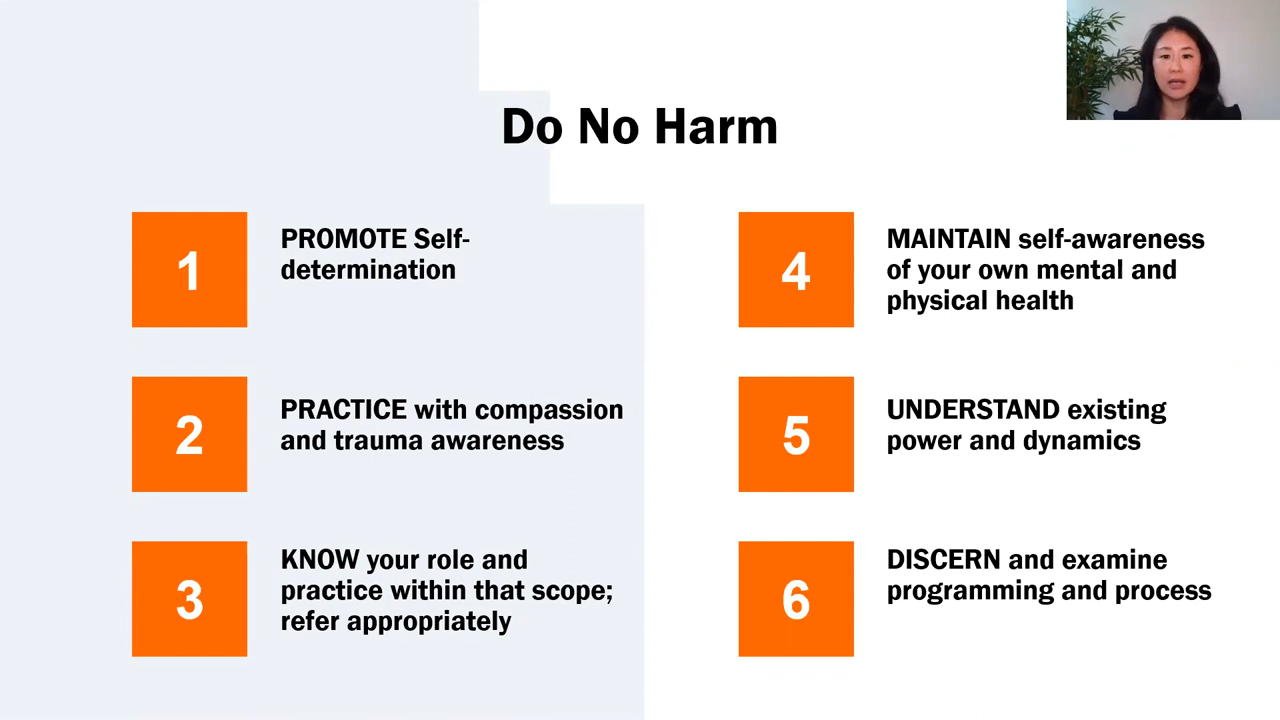 Do No Harm
1
PROMOTE Self-
determination
2
PRACTICE with compassion
and trauma awareness
3
KNOW your role and
practice within that scope;
refer appropriately
4
MAINTAIN self-awareness
of your own mental and
physical health
5
UNDERSTAND existing
power and dynamics
6
DISCERN and examine
programming and process